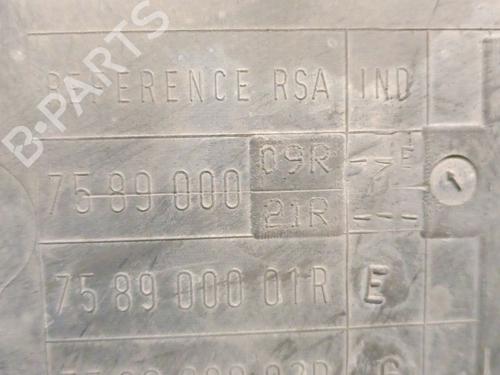 B-PARTS
REFERENCE RSA IND
09R
75 89 000
21R ---
75 89 000 01R E